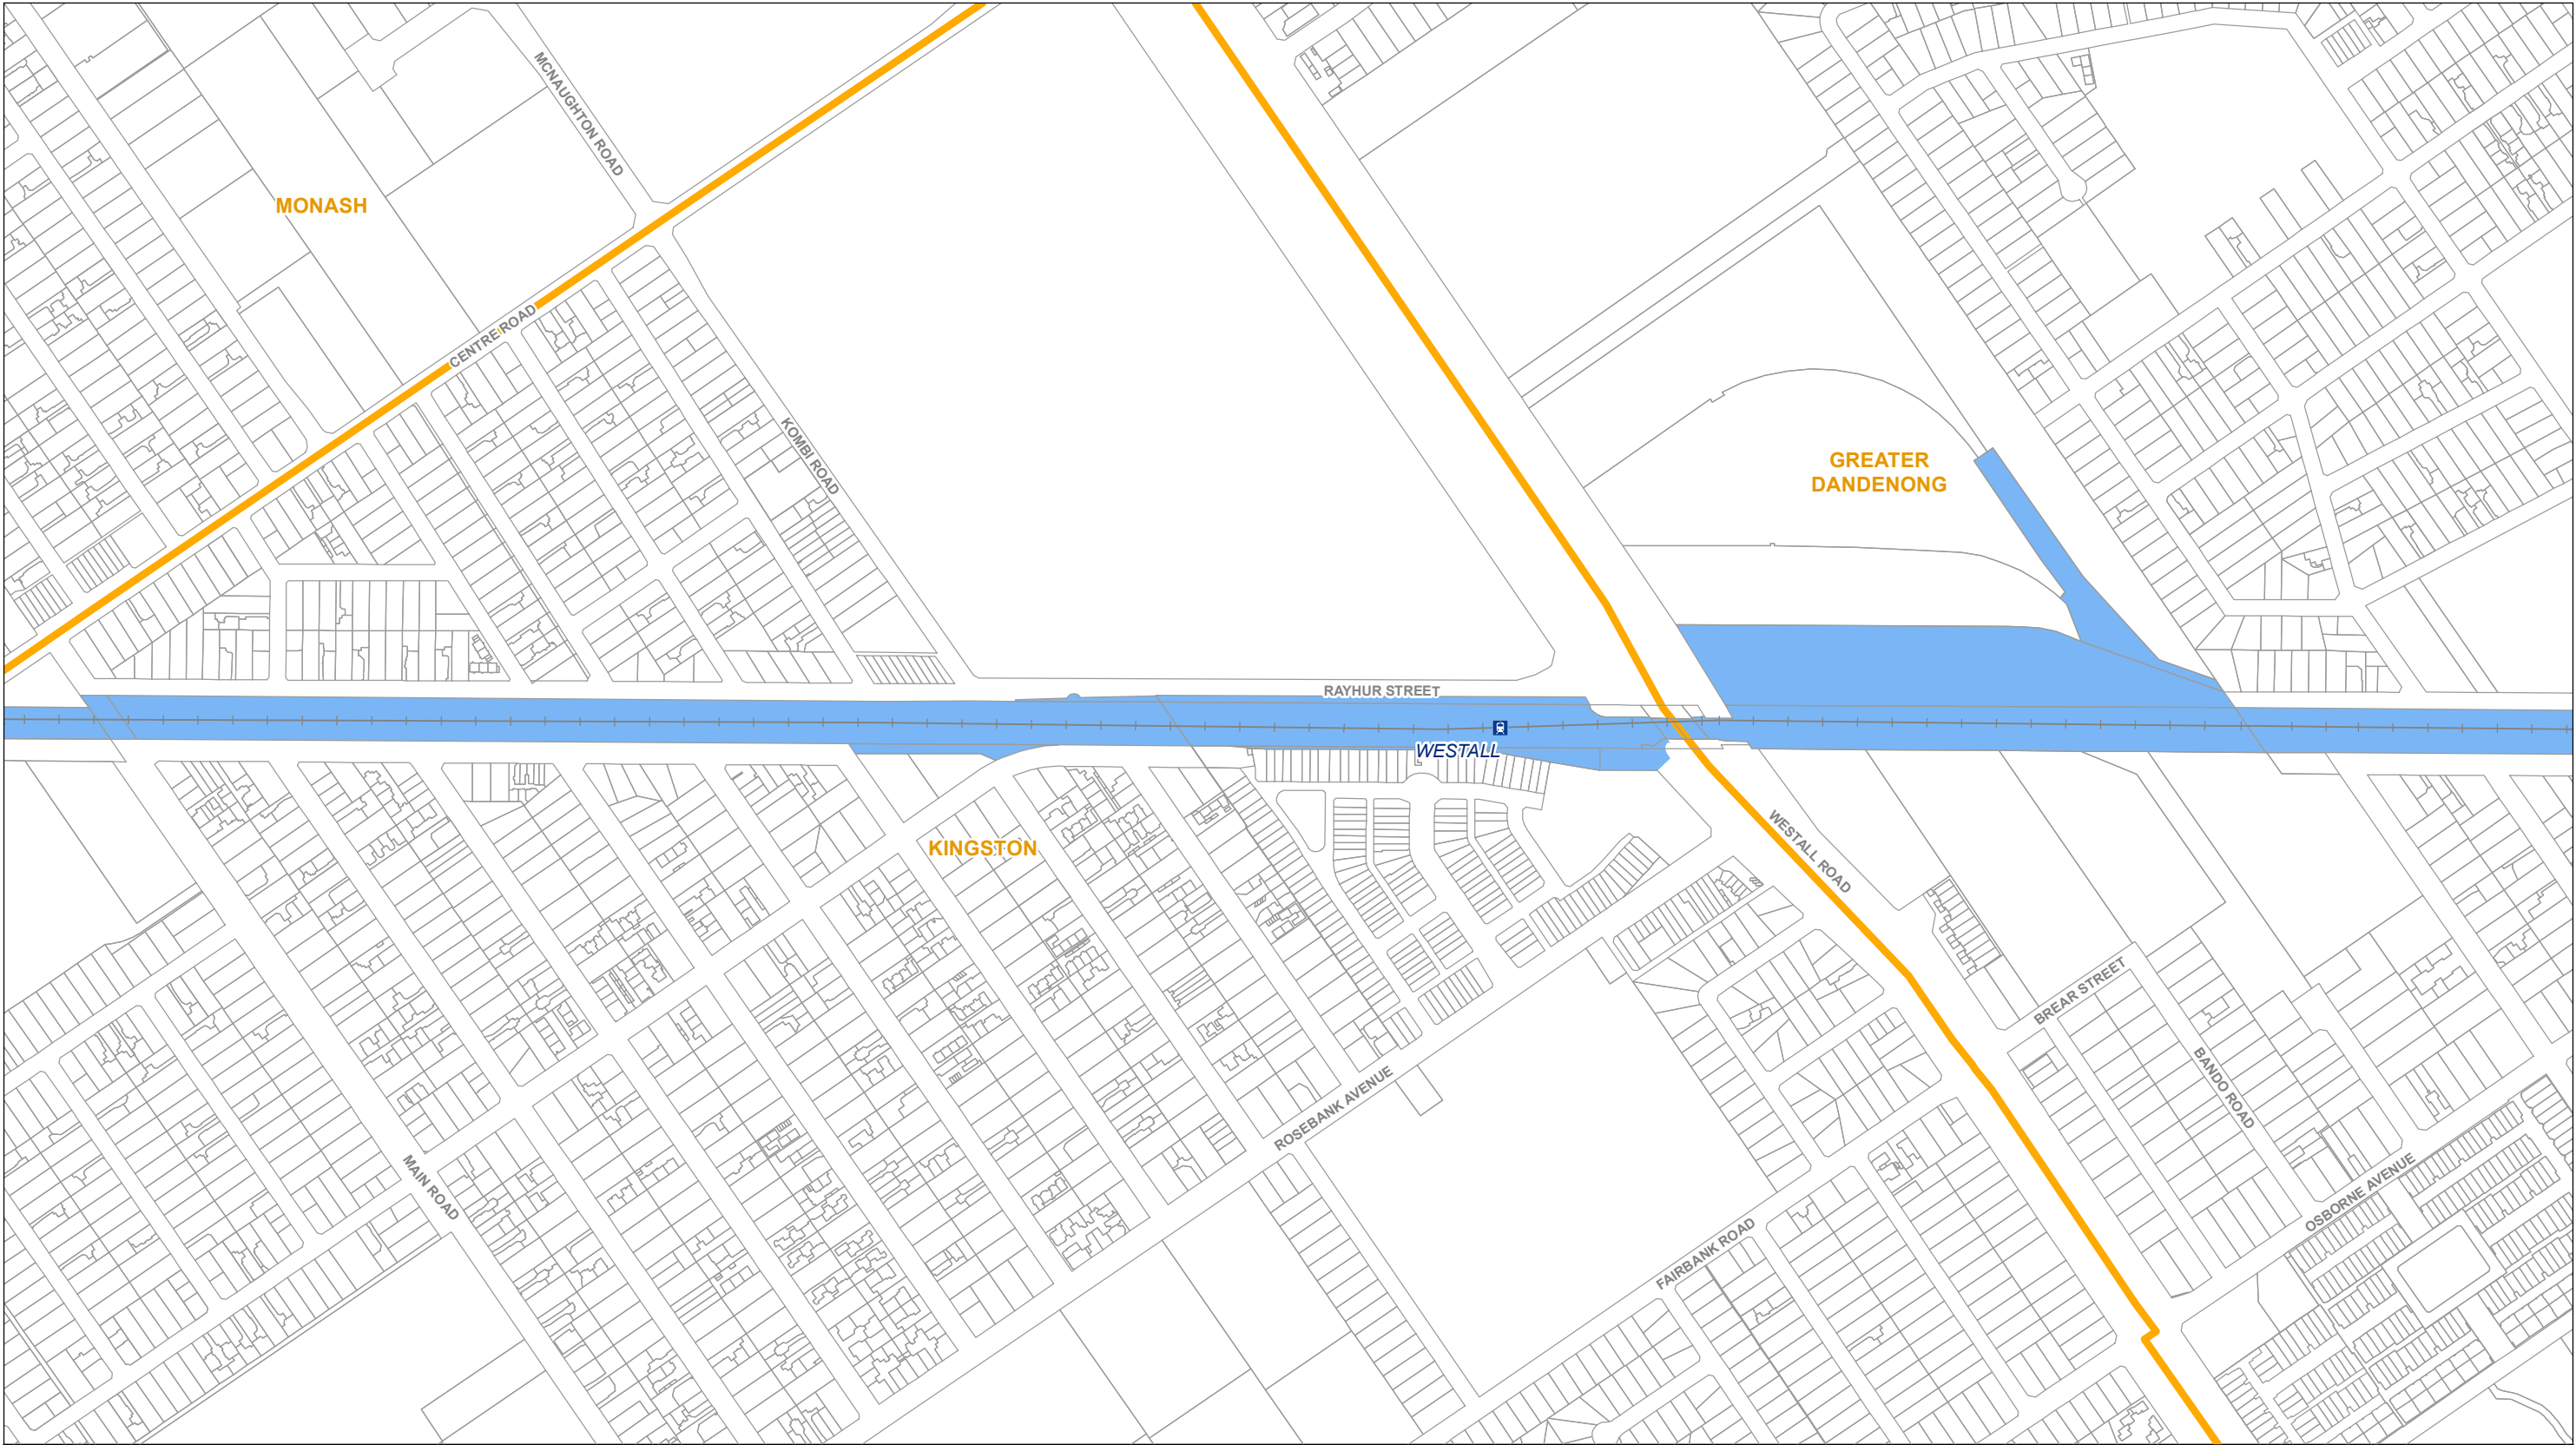 MCNAUGHTON ROAD
MONASH
CENTRE ROAD
KOMBI ROAD
GREATER
DANDENONG
RAYHUR STREET
WESTALL
KINGSTON
WESTALL ROAD
BREAR STREET
BANDO ROAD
ROSEBANK AVENUE
MAIN ROAD
OSBORNE AVENUE
FAIRBANK ROAD